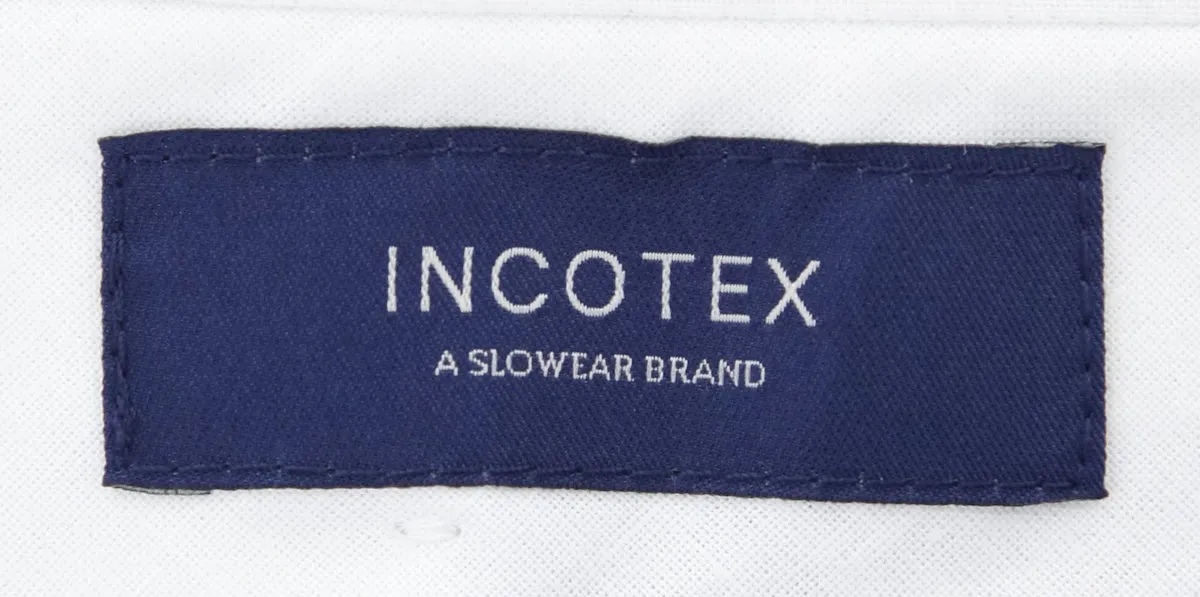 INCOTEX
A SLOWEAR BRAND